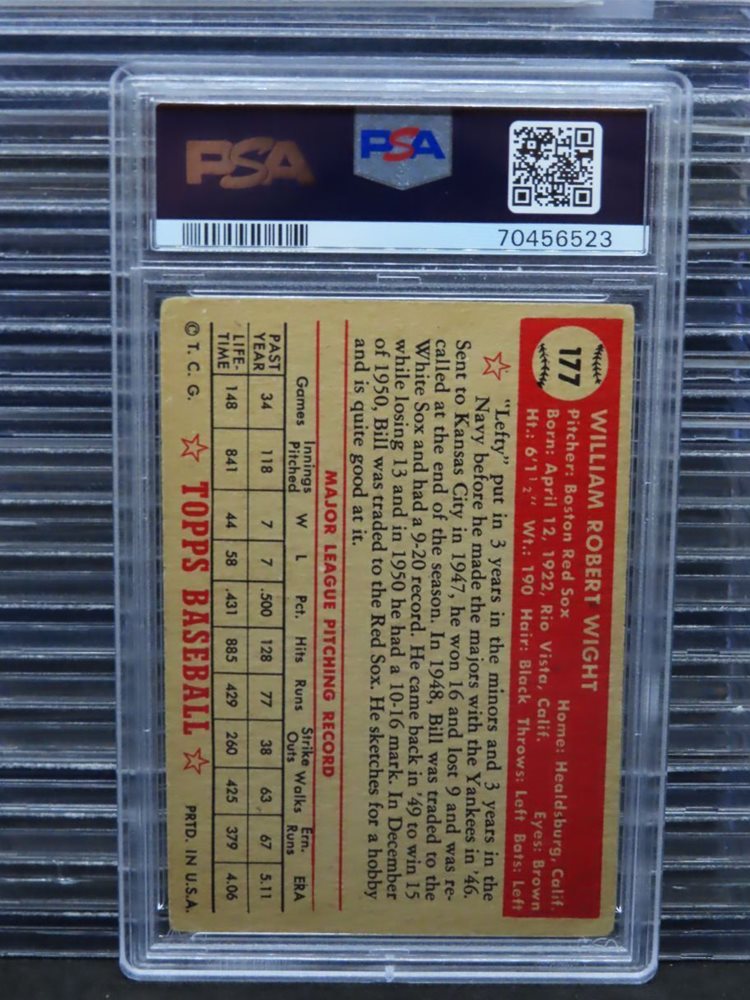 PSA
PSA
70456523
177
WILLIAM ROBERT WIGHT
Pitcher: Boston Red Sox Home: Healdsburg, Calif.
Born: April 12, 1922, Rio Vista, Calif. Eyes: Brown
Ht.: 6'1½" Wt.: 190 Hair: Black Throws: Left Bats: Left
"Lefty" put in 3 years in the minors and 3 years in the
Navy before he made the majors with the Yankees in '46.
Sent to Kansas City in 1947, he won 16 and lost 9 and was re-
called at the end of the season. In 1948, Bill was traded to the
White Sox and had a 9-20 record. He came back in '49 to win 15
while losing 13 and in 1950 he had a 10-16 mark. In December
of 1950, Bill was traded to the Red Sox. He sketches for a hobby
and is quite good at it.
MAJOR LEAGUE PITCHING RECORD
Games Innings Pitched W L Pct. Hits Runs Strike Outs Walks Ern. Runs ERA
PAST YEAR 34 118 7 7 .500 128 77 38 63 67 5.11
LIFE- TIME 148 841 44 58 .431 885 429 260 425 379 4.06
© T. C. G. TOPPS BASEBALL PRTD. IN U.S.A.